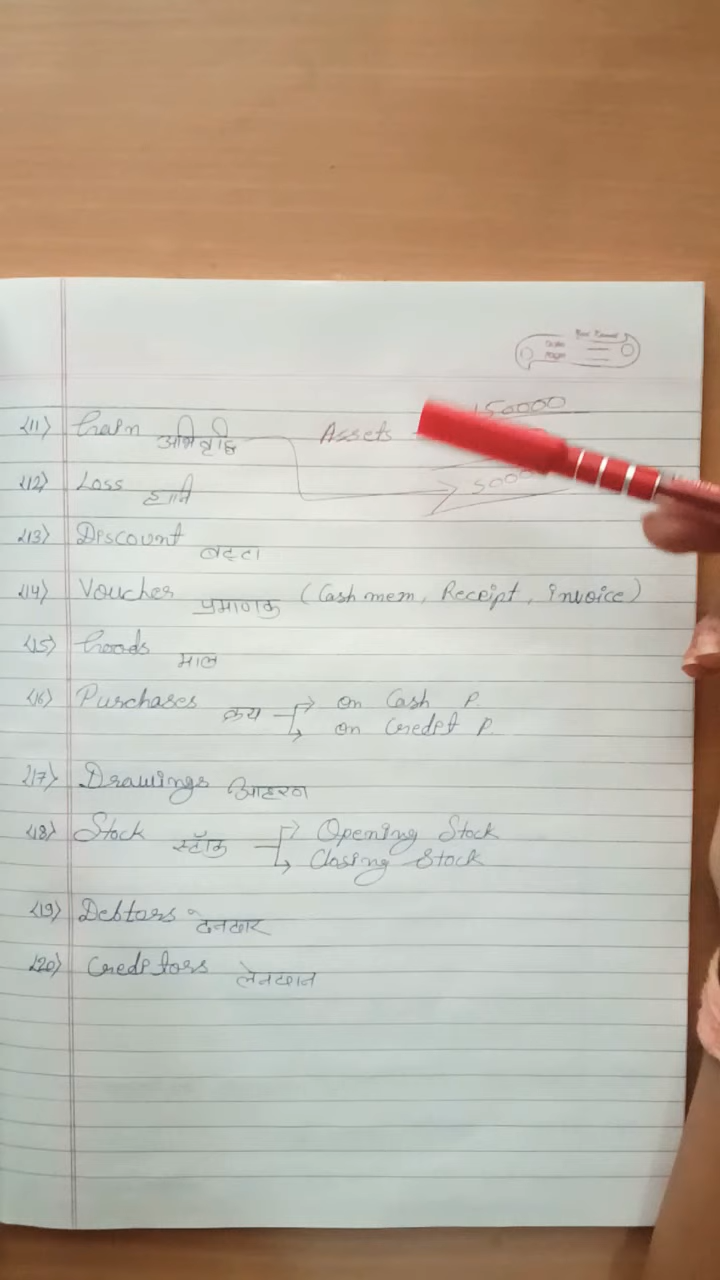 150000
<11> Gain अभिवृद्धि Assets
<12> Loss हानि
<13> Discount बट्टा
<14> Voucher प्रमाणक (Cash mem, Receipt, invoice)
<15> Goods माल
<16> Purchases क्रय on Cash P.
on Credit P.
<17> Drawings आहरण
<18> Stock स्टॉक Opening Stock
Closing Stock
<19> Debtors देनदार
<20> Creditors लेनदान